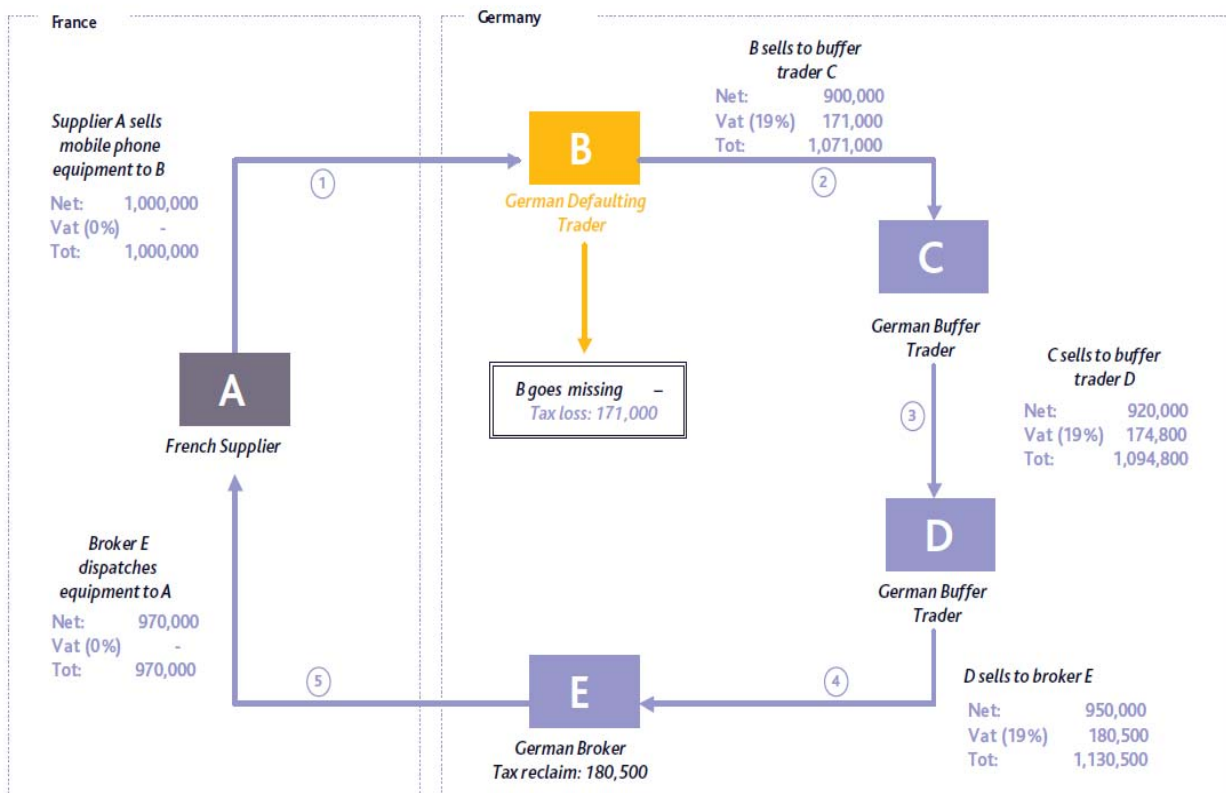 France
Germany
Supplier A sells
mobile phone
equipment to B
Net: 1,000,000
Vat (0%) -
Tot: 1,000,000
1
B
German Defaulting
Trader
B sells to buffer
trader C
Net: 900,000
Vat (19%) 171,000
Tot: 1,071,000
2
C
German Buffer
Trader
B goes missing –
Tax loss: 171,000
A
French Supplier
3
C sells to buffer
trader D
Net: 920,000
Vat (19%) 174,800
Tot: 1,094,800
D
German Buffer
Trader
Broker E
dispatches
equipment to A
Net: 970,000
Vat (0%) -
Tot: 970,000
5
E
German Broker
Tax reclaim: 180,500
4
D sells to broker E
Net: 950,000
Vat (19%) 180,500
Tot: 1,130,500